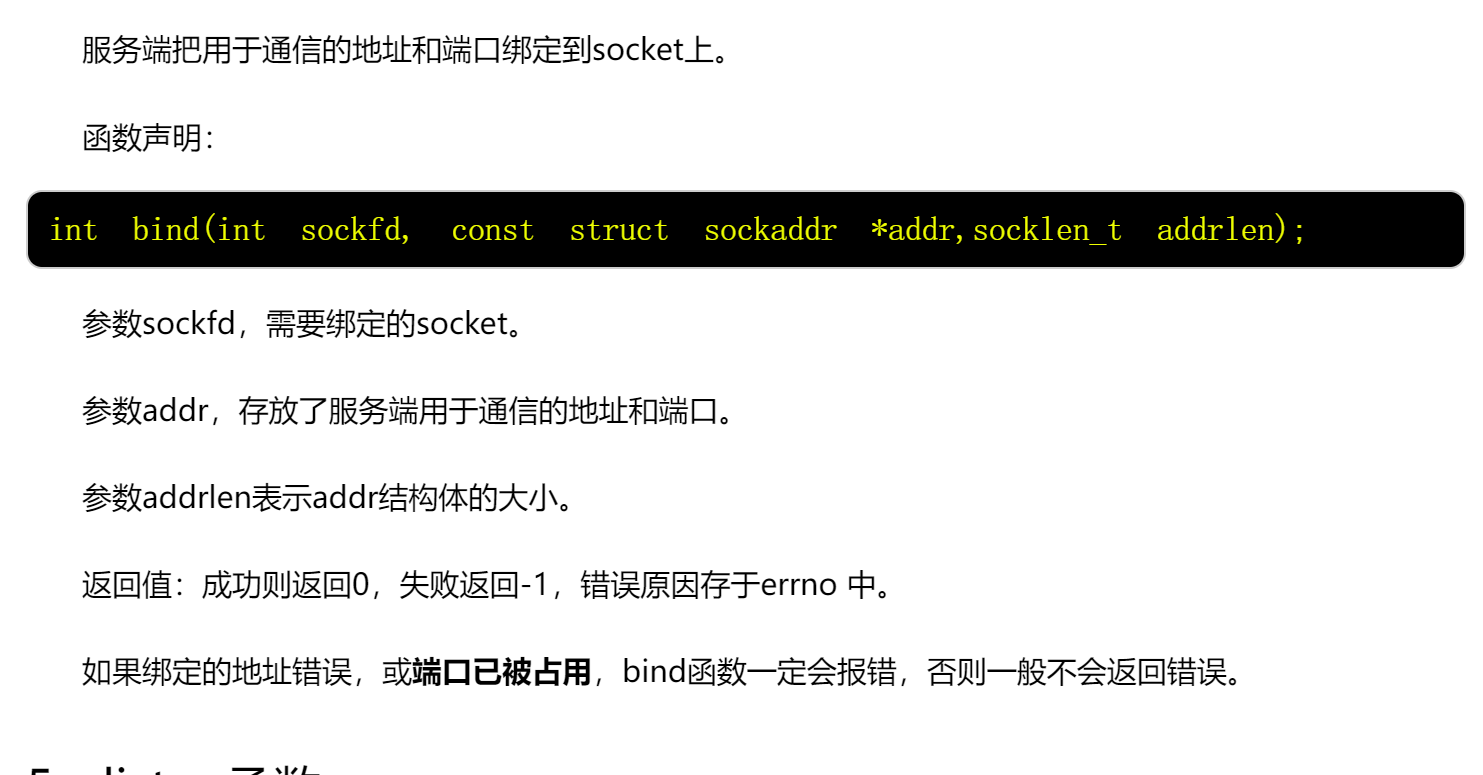 服务端把用于通信的地址和端口绑定到socket上。
函数声明：
int bind(int sockfd, const struct sockaddr *addr,socklen_t addrlen);
参数sockfd，需要绑定的socket。
参数addr，存放了服务端用于通信的地址和端口。
参数addrlen表示addr结构体的大小。
返回值：成功则返回0，失败返回-1，错误原因存于errno 中。
如果绑定的地址错误，或端口已被占用，bind函数一定会报错，否则一般不会返回错误。